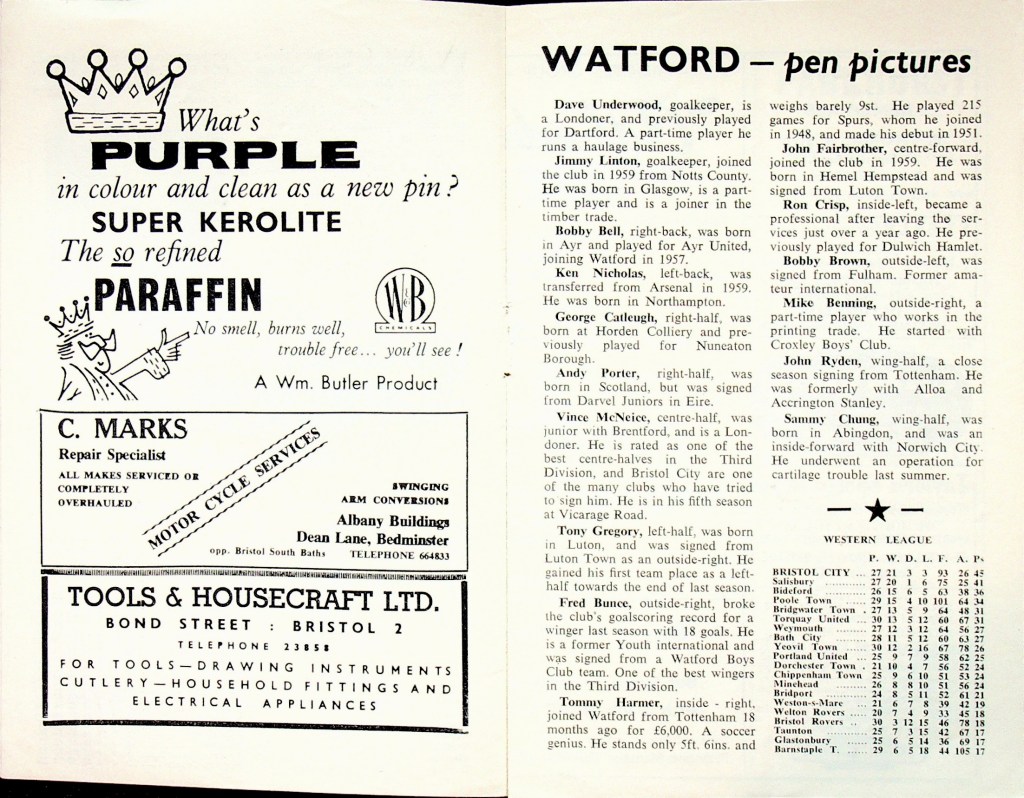 What's
PURPLE
in colour and clean as a new pin?
SUPER KEROLITE
The so refined
PARAFFIN
W & B
CHEMICALS
No smell, burns well,
trouble free... you'll see!
A Wm. Butler Product
C. MARKS
Repair Specialist
ALL MAKES SERVICED OR
COMPLETELY
OVERHAULED
MOTOR CYCLE SERVICES
SWINGING
ARM CONVERSIONS
Albany Buildings
Dean Lane, Bedminster
opp. Bristol South Baths TELEPHONE 664833
TOOLS & HOUSECRAFT LTD.
BOND STREET : BRISTOL 2
TELEPHONE 23858
FOR TOOLS—DRAWING INSTRUMENTS
CUTLERY—HOUSEHOLD FITTINGS AND
ELECTRICAL APPLIANCES
WATFORD — pen pictures
Dave Underwood, goalkeeper, is
a Londoner, and previously played
for Dartford. A part-time player he
runs a haulage business.
Jimmy Linton, goalkeeper, joined
the club in 1959 from Notts County.
He was born in Glasgow, is a part-
time player and is a joiner in the
timber trade.
Bobby Bell, right-back, was born
in Ayr and played for Ayr United,
joining Watford in 1957.
Ken Nicholas, left-back, was
transferred from Arsenal in 1959.
He was born in Northampton.
George Catleugh, right-half, was
born at Horden Colliery and pre-
viously played for Nuneaton
Borough.
Andy Porter, right-half, was
born in Scotland, but was signed
from Darvel Juniors in Eire.
Vince McNeice, centre-half, was
junior with Brentford, and is a Lon-
doner. He is rated as one of the
best centre-halves in the Third
Division, and Bristol City are one
of the many clubs who have tried
to sign him. He is in his fifth season
at Vicarage Road.
Tony Gregory, left-half, was born
in Luton, and was signed from
Luton Town as an outside-right. He
gained his first team place as a left-
half towards the end of last season.
Fred Bunce, outside-right, broke
the club's goalscoring record for a
winger last season with 18 goals. He
is a former Youth international and
was signed from a Watford Boys
Club team. One of the best wingers
in the Third Division.
Tommy Harmer, inside - right,
joined Watford from Tottenham 18
months ago for £6,000. A soccer
genius. He stands only 5ft. 6ins. and
weighs barely 9st. He played 215
games for Spurs, whom he joined
in 1948, and made his debut in 1951.
John Fairbrother, centre-forward,
joined the club in 1959. He was
born in Hemel Hempstead and was
signed from Luton Town.
Ron Crisp, inside-left, became a
professional after leaving the ser-
vices just over a year ago. He pre-
viously played for Dulwich Hamlet.
Bobby Brown, outside-left, was
signed from Fulham. Former ama-
teur international.
Mike Benning, outside-right, a
part-time player who works in the
printing trade. He started with
Croxley Boys' Club.
John Ryden, wing-half, a close
season signing from Tottenham. He
was formerly with Alloa and
Accrington Stanley.
Sammy Chung, wing-half, was
born in Abingdon, and was an
inside-forward with Norwich City.
He underwent an operation for
cartilage trouble last summer.
WESTERN LEAGUE
P. W. D. L. F. A. Ps
BRISTOL CITY ... 27 21 3 3 93 26 45
Salisbury ........... 27 20 1 6 75 25 41
Bideford ............ 26 15 6 5 63 38 36
Poole Town ...... 29 15 4 10 101 64 34
Bridgwater Town . 27 13 5 9 64 48 31
Torquay United ... 30 13 5 12 60 67 31
Weymouth ......... 27 12 3 12 64 56 27
Bath City ......... 28 11 5 12 60 63 27
Yeovil Town ...... 30 12 2 16 67 78 26
Portland United ... 25 9 7 9 58 62 25
Dorchester Town . 21 10 4 7 56 52 24
Chippenham Town 25 9 6 10 51 53 24
Minehead ......... 26 8 8 10 51 56 24
Bridport ......... 24 8 5 11 52 61 21
Weston-s-Mare ... 21 6 7 8 39 42 19
Welton Rovers .... 20 7 4 9 33 45 18
Bristol Rovers .. 30 3 12 15 46 78 18
Taunton ......... 25 7 3 15 42 67 17
Glastonbury ...... 25 6 5 14 36 69 17
Barnstaple T. ... 29 6 5 18 44 105 17